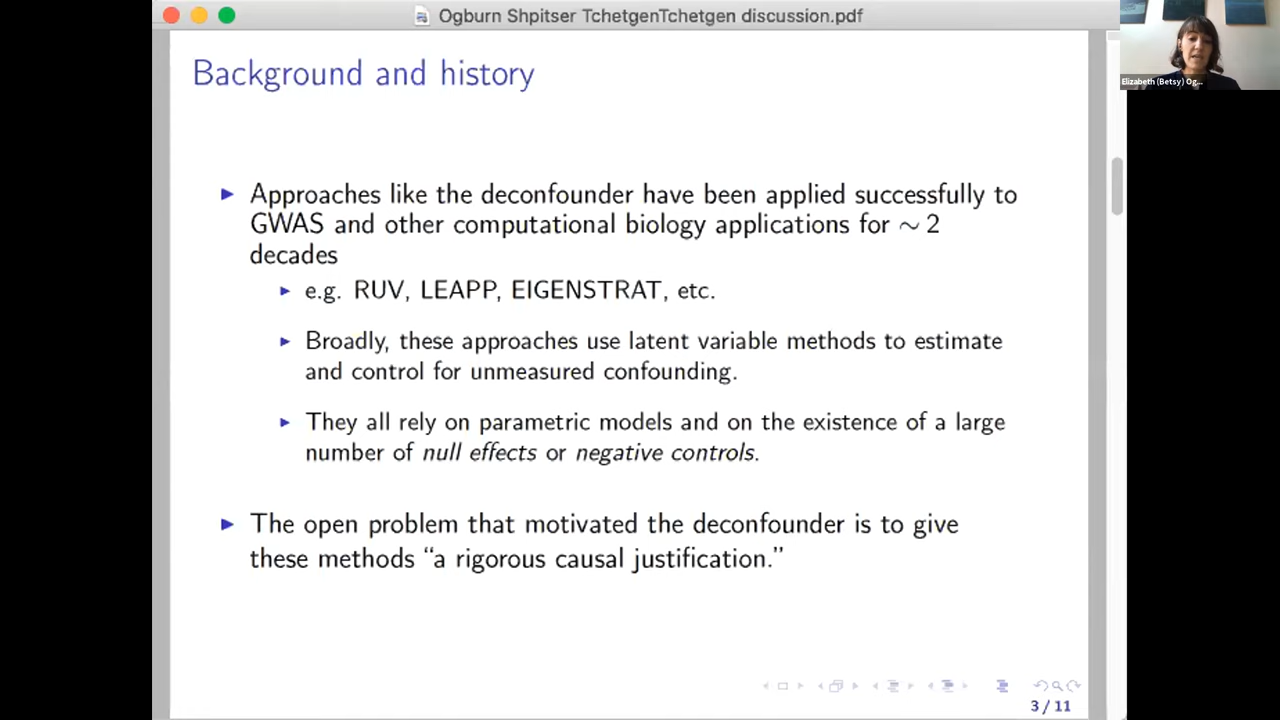 Ogburn Shpitser TchetgenTchetgen discussion.pdf
Elizabeth (Betsy) Og...
Background and history
Approaches like the deconfounder have been applied successfully to
GWAS and other computational biology applications for ∼ 2
decades
e.g. RUV, LEAPP, EIGENSTRAT, etc.
Broadly, these approaches use latent variable methods to estimate
and control for unmeasured confounding.
They all rely on parametric models and on the existence of a large
number of null effects or negative controls.
The open problem that motivated the deconfounder is to give
these methods “a rigorous causal justification.”
3 / 11